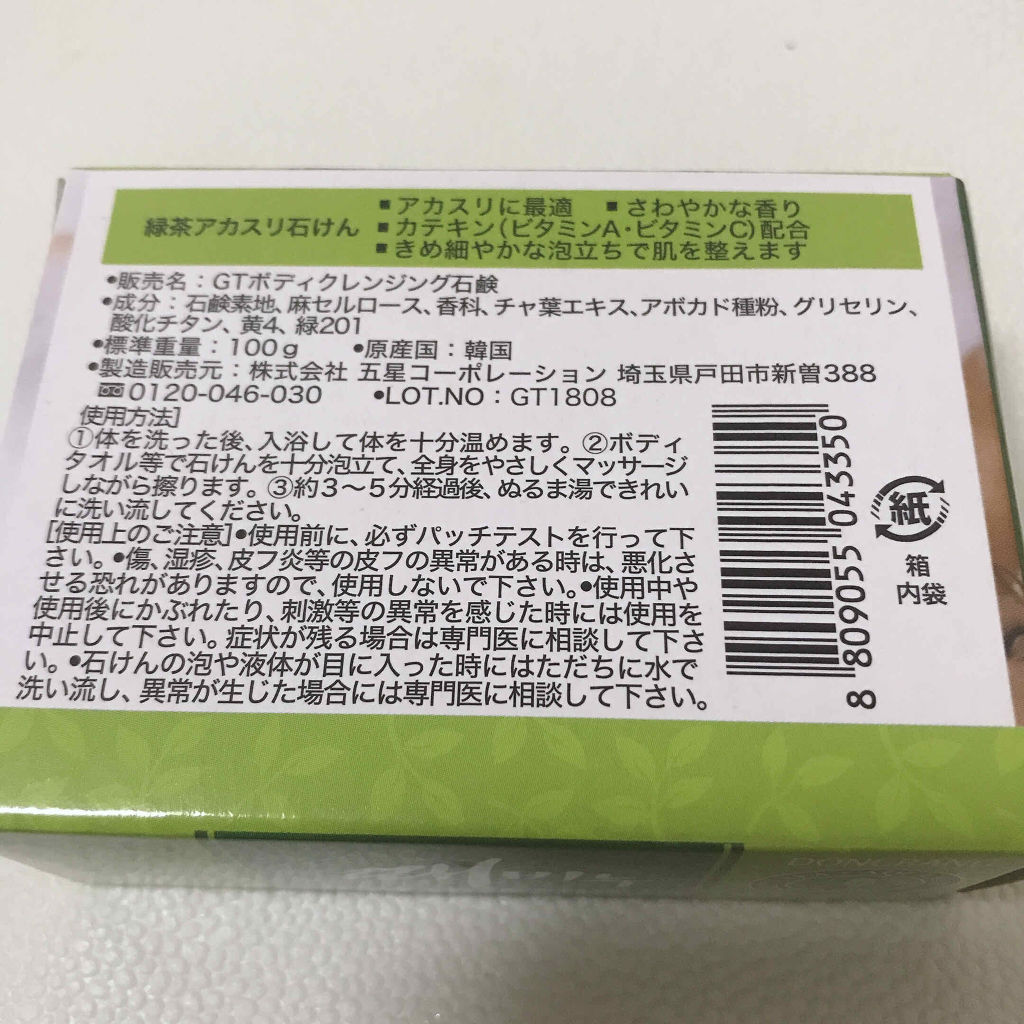 緑茶アカスリ石けん
■アカスリに最適 ■さわやかな香り
■カテキン(ビタミンA・ビタミンC)配合
■きめ細やかな泡立ちで肌を整えます
•販売名：GTボディクレンジング石鹸
•成分：石鹸素地、麻セルロース、香料、チャ葉エキス、アボカド種粉、グリセリン、
酸化チタン、黄4、緑201
•標準重量：100g •原産国：韓国
•製造販売元：株式会社 五星コーポレーション 埼玉県戸田市新曽388
0120-046-030 •LOT.NO：GT1808
使用方法]
①体を洗った後、入浴して体を十分温めます。②ボディ
タオル等で石けんを十分泡立て、全身をやさしくマッサージ
しながら擦ります。③約3～5分経過後、ぬるま湯できれい
に洗い流してください。
[使用上のご注意]•使用前に、必ずパッチテストを行って下
さい。•傷、湿疹、皮フ炎等の皮フの異常がある時は、悪化さ
せる恐れがありますので、使用しないで下さい。•使用中や
使用後にかぶれたり、刺激等の異常を感じた時には使用を
中止して下さい。症状が残る場合は専門医に相談して下さ
い。•石けんの泡や液体が目に入った時にはただちに水で
洗い流し、異常が生じた場合には専門医に相談して下さい。
8 809055 043350
紙
箱
内袋